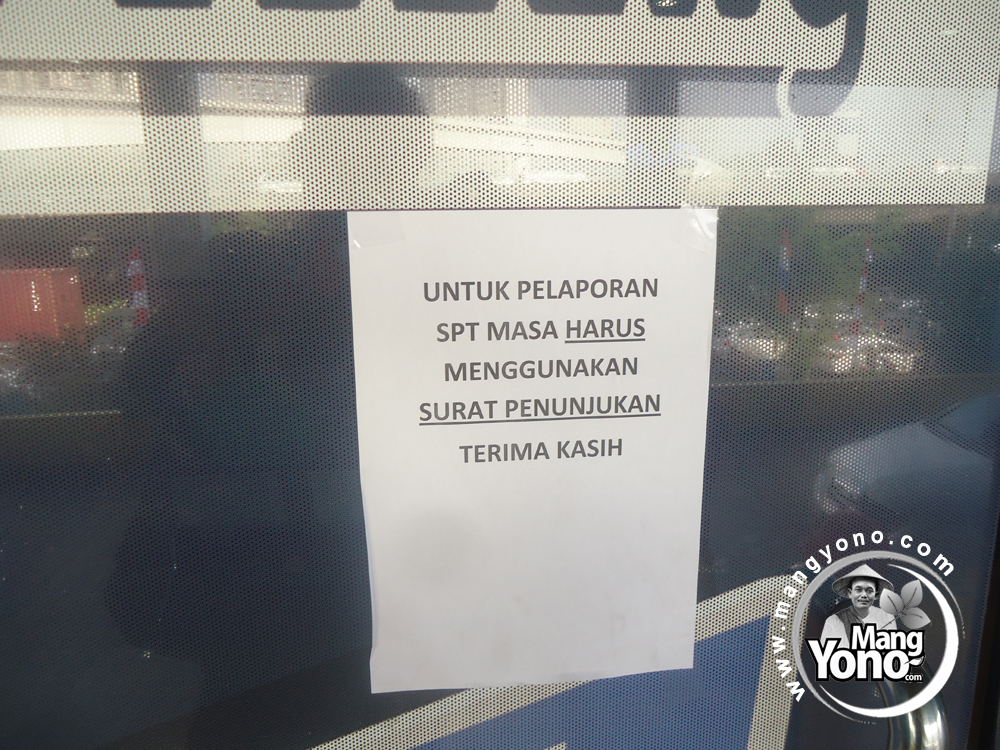 UNTUK PELAPORAN
SPT MASA HARUS
MENGGUNAKAN
SURAT PENUNJUKAN
TERIMA KASIH
www.mangyono.com
Mang
Yono
.com